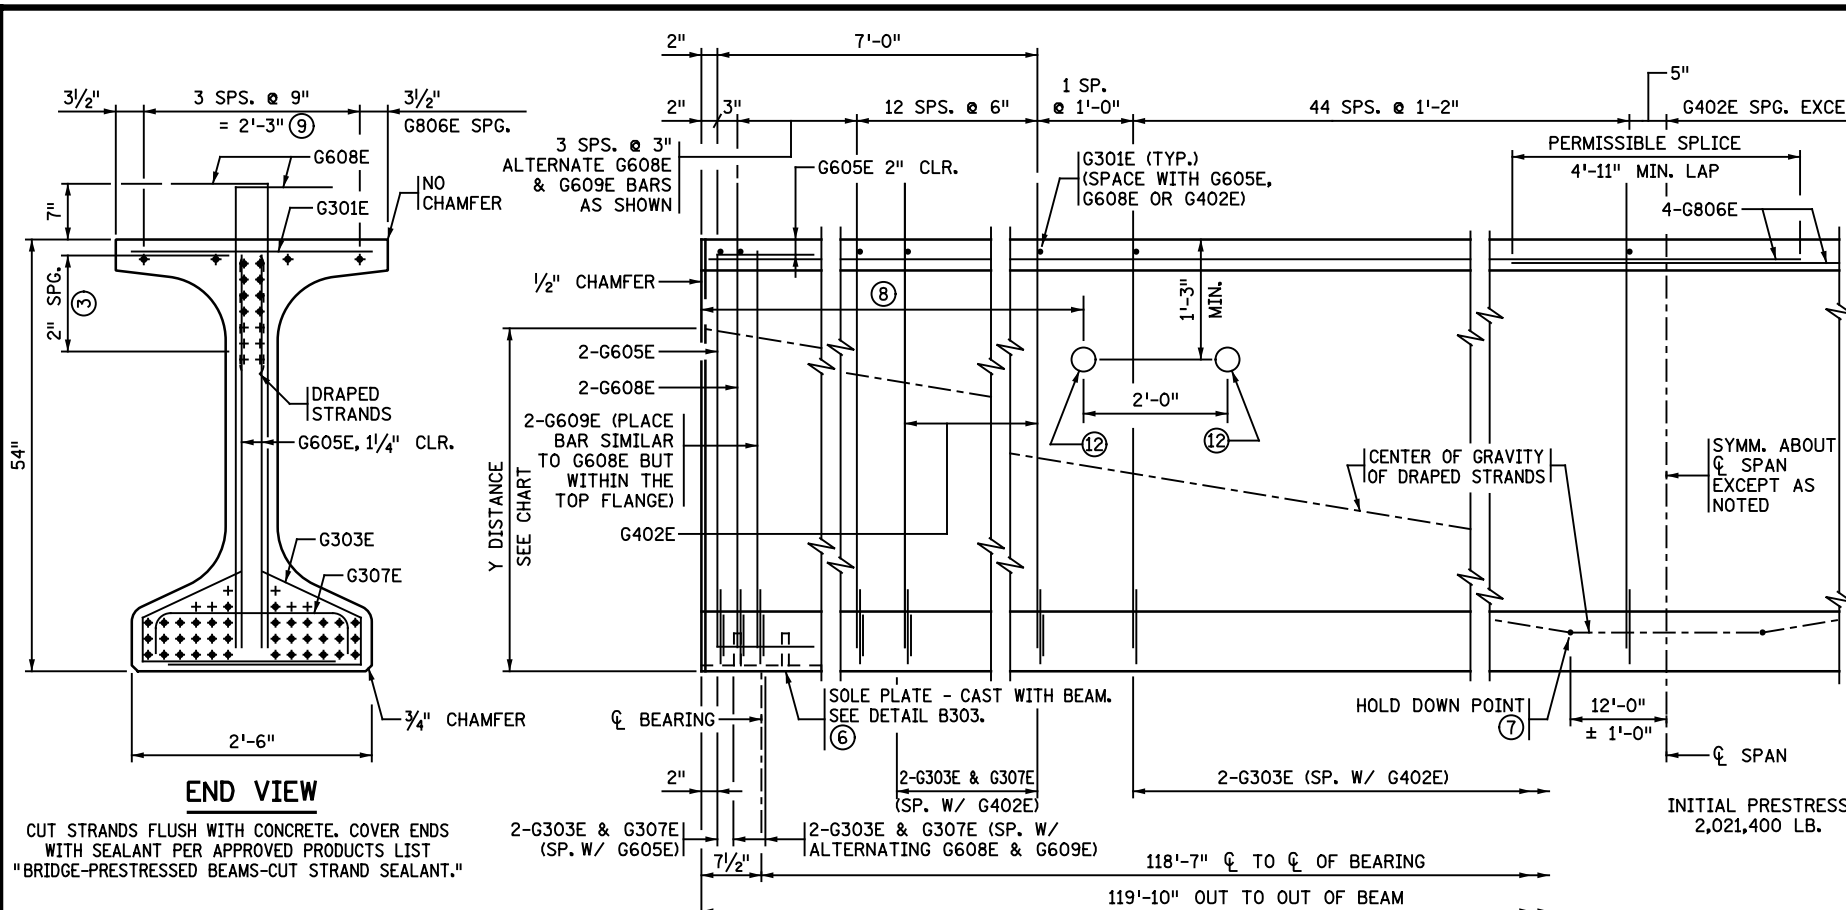 2"
7'-0"
3½"
3 SPS. @ 9"
= 2'-3" 9
3½"
G806E SPG.
2"
3"
12 SPS. @ 6"
1 SP.
@ 1'-0"
44 SPS. @ 1'-2"
5"
G402E SPG. EXCE
3 SPS. @ 3"
ALTERNATE G608E
& G609E BARS
AS SHOWN
G605E 2" CLR.
G301E (TYP.)
(SPACE WITH G605E,
G608E OR G402E)
PERMISSIBLE SPLICE
4'-11" MIN. LAP
4-G806E
G608E
NO
CHAMFER
G301E
7"
2" SPG.
3
54"
½" CHAMFER
8
1'-3"
MIN.
2-G605E
2-G608E
2'-0"
12
12
DRAPED
STRANDS
G605E, 1¼" CLR.
2-G609E (PLACE
BAR SIMILAR
TO G608E BUT
WITHIN THE
TOP FLANGE)
G402E
Y DISTANCE
SEE CHART
CENTER OF GRAVITY
OF DRAPED STRANDS
SYMM. ABOUT
℄ SPAN
EXCEPT AS
NOTED
G303E
G307E
¾" CHAMFER
2'-6"
℄ BEARING
SOLE PLATE - CAST WITH BEAM.
SEE DETAIL B303.
6
HOLD DOWN POINT
7
12'-0"
± 1'-0"
℄ SPAN
END VIEW
CUT STRANDS FLUSH WITH CONCRETE. COVER ENDS
WITH SEALANT PER APPROVED PRODUCTS LIST
"BRIDGE-PRESTRESSED BEAMS-CUT STRAND SEALANT."
2"
2-G303E & G307E
(SP. W/ G402E)
2-G303E (SP. W/ G402E)
INITIAL PRESTRESS
2,021,400 LB.
2-G303E & G307E
(SP. W/ G605E)
2-G303E & G307E (SP. W/
ALTERNATING G608E & G609E)
7½"
118'-7" ℄ TO ℄ OF BEARING
119'-10" OUT TO OUT OF BEAM